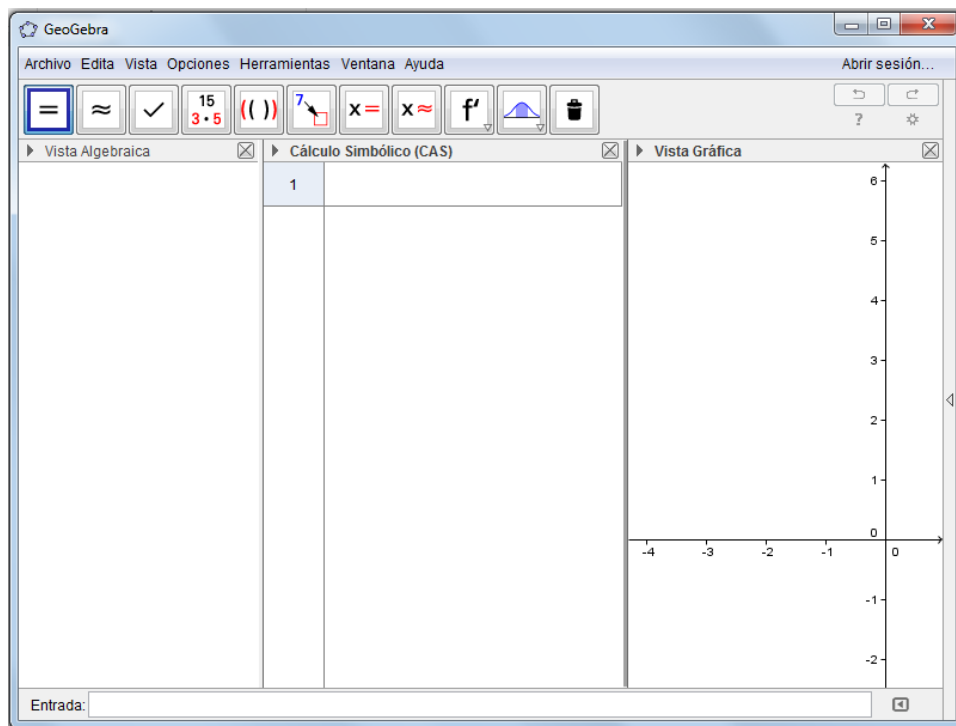 GeoGebra
Archivo Edita Vista Opciones Herramientas Ventana Ayuda Abrir sesión...
= ≈ ✓ 15 (( )) 7 x = x ≈ f'
3 • 5
?
Vista Algebraica Cálculo Simbólico (CAS) Vista Gráfica
1
6
5
4
3
2
1
0
-4 -3 -2 -1 0
-1
-2
Entrada: